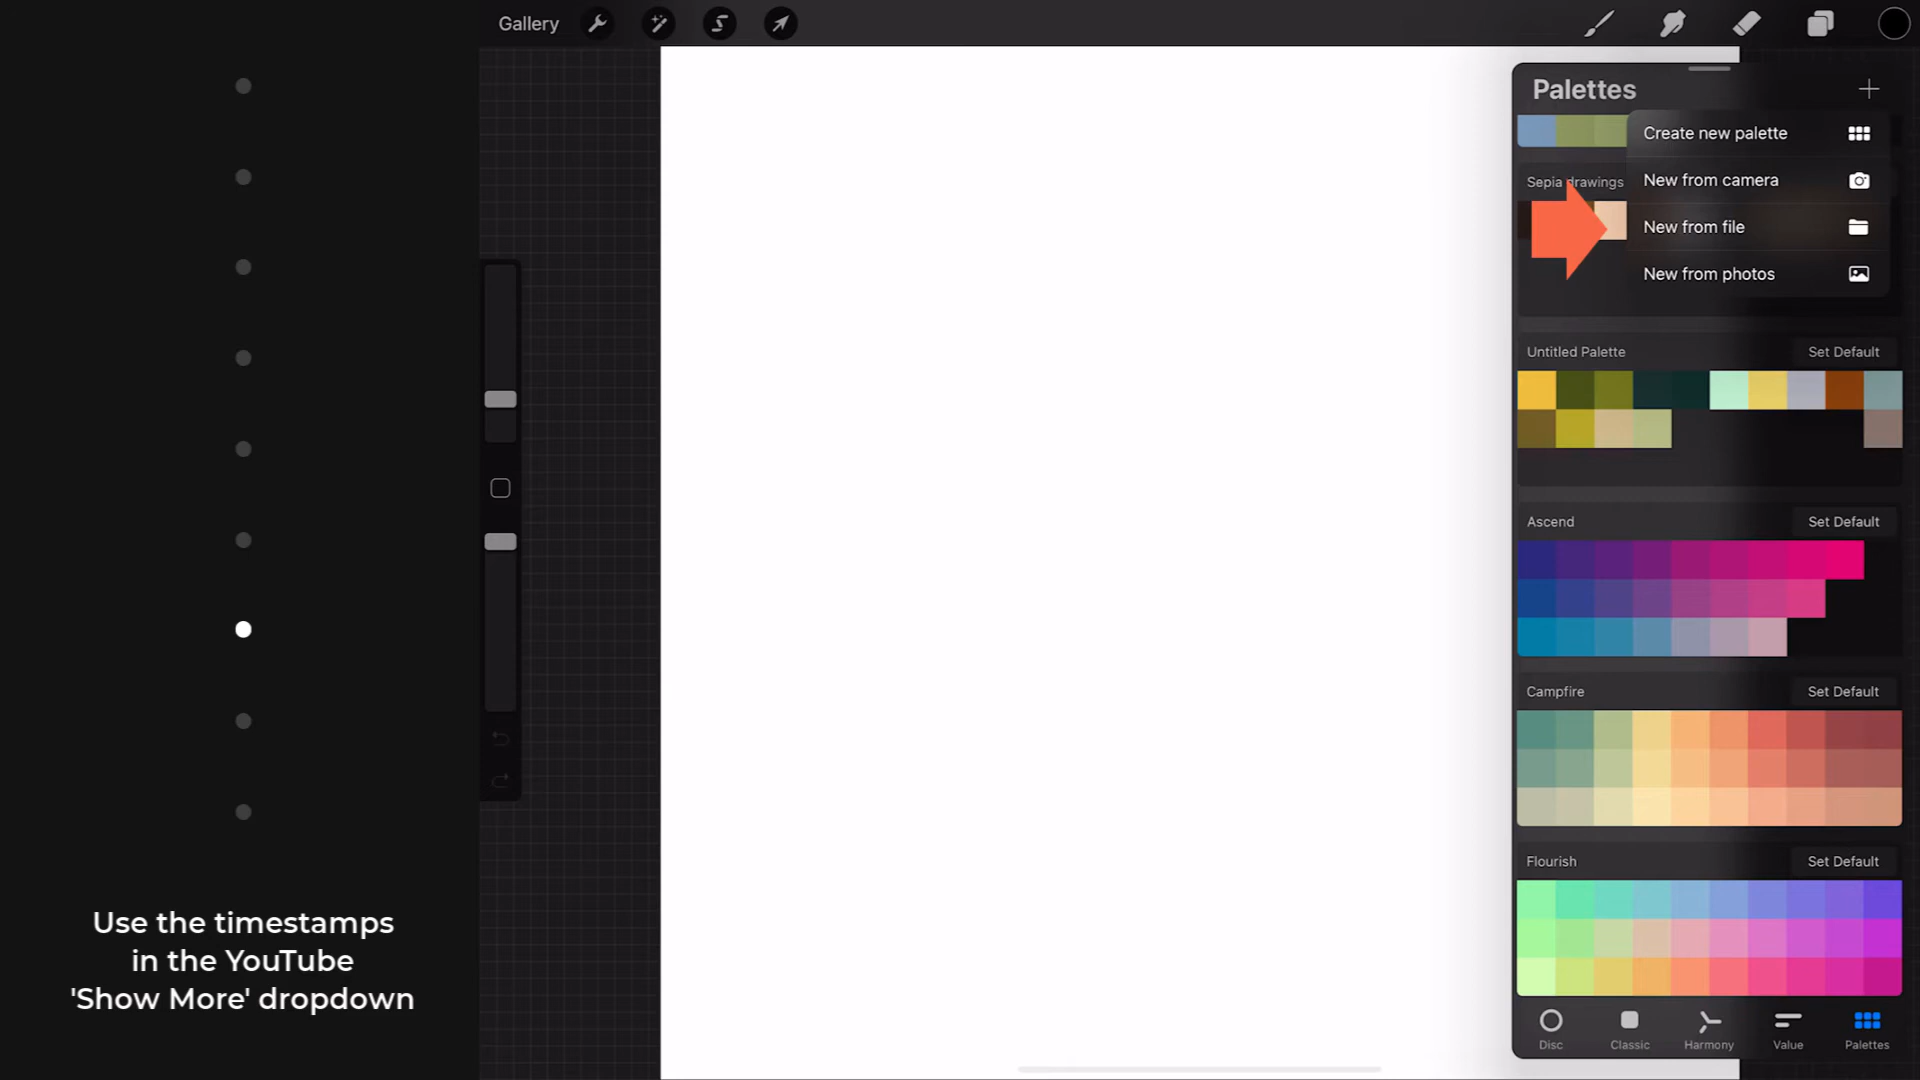 Gallery
Palettes
Create new palette
Sepia drawings
New from camera
New from file
New from photos
Untitled Palette
Set Default
Ascend
Set Default
Campfire
Set Default
Flourish
Set Default
Disc
Classic
Harmony
Value
Palettes
Use the timestamps
in the YouTube
'Show More' dropdown